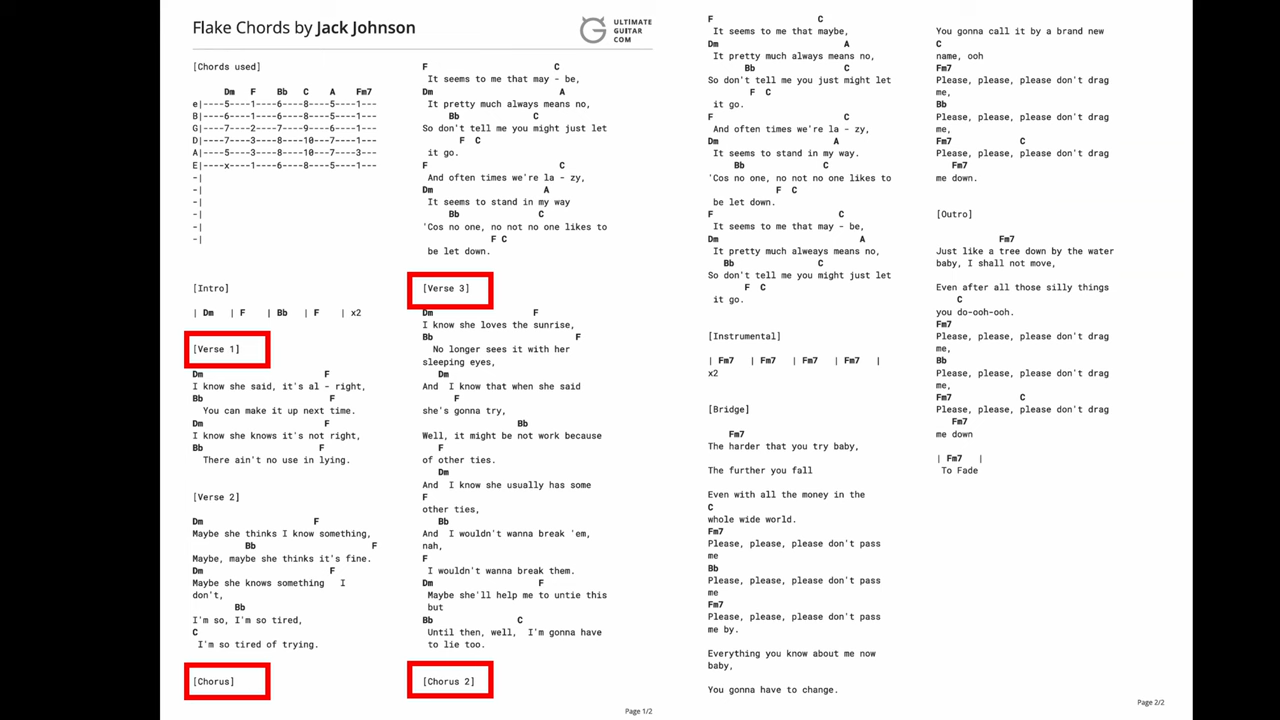 Flake Chords by Jack Johnson
ULTIMATE
GUITAR
COM
[Chords used]
Dm F Bb C A Fm7
e|----5----1----6----8----5----1---
B|----6----1----6----8----5----1---
G|----7----2----7----9----6----1---
D|----7----3----8----10---7----1---
A|----5----3----8----10---7----3---
E|----x----1----6----8----5----1---
-|
-|
-|
-|
-|
-|
[Intro]
| Dm | F | Bb | F | x2
[Verse 1]
Dm F
I know she said, it's al - right,
Bb F
You can make it up next time.
Dm F
I know she knows it's not right,
Bb F
There ain't no use in lying.
[Verse 2]
Dm F
Maybe she thinks I know something,
Bb F
Maybe, maybe she thinks it's fine.
Dm F
Maybe she knows something I
don't,
Bb
I'm so, I'm so tired,
C
I'm so tired of trying.
[Chorus]
F C
It seems to me that may - be,
Dm A
It pretty much always means no,
Bb C
So don't tell me you might just let
F C
it go.
F C
And often times we're la - zy,
Dm A
It seems to stand in my way
Bb C
'Cos no one, no not no one likes to
F C
be let down.
[Verse 3]
Dm F
I know she loves the sunrise,
Bb F
No longer sees it with her
sleeping eyes,
Dm
And I know that when she said
F
she's gonna try,
Bb
Well, it might be not work because
F
of other ties.
Dm
And I know she usually has some
F
other ties,
Bb
And I wouldn't wanna break 'em,
nah,
F
I wouldn't wanna break them.
Dm F
Maybe she'll help me to untie this
but
Bb C
Until then, well, I'm gonna have
to lie too.
[Chorus 2]
Page 1/2
F C
It seems to me that maybe,
Dm A
It pretty much always means no,
Bb C
So don't tell me you just might let
F C
it go.
F C
And often times we're la - zy,
Dm A
It seems to stand in my way.
Bb C
'Cos no one, no not no one likes to
F C
be let down.
F C
It seems to me that may - be,
Dm A
It pretty much alweays means no,
Bb C
So don't tell me you might just let
F C
it go.
[Instrumental]
| Fm7 | Fm7 | Fm7 | Fm7 |
x2
[Bridge]
Fm7
The harder that you try baby,
The further you fall
Even with all the money in the
C
whole wide world.
Fm7
Please, please, please don't pass
me
Bb
Please, please, please don't pass
me
Fm7
Please, please, please don't pass
me by.
Everything you know about me now
baby,
You gonna have to change.
You gonna call it by a brand new
C
name, ooh
Fm7
Please, please, please don't drag
me,
Bb
Please, please, please don't drag
me,
Fm7 C
Please, please, please don't drag
Fm7
me down.
[Outro]
Fm7
Just like a tree down by the water
baby, I shall not move,
Even after all those silly things
C
you do-ooh-ooh.
Fm7
Please, please, please don't drag
me,
Bb
Please, please, please don't drag
me,
Fm7 C
Please, please, please don't drag
Fm7
me down
| Fm7 |
To Fade
Page 2/2